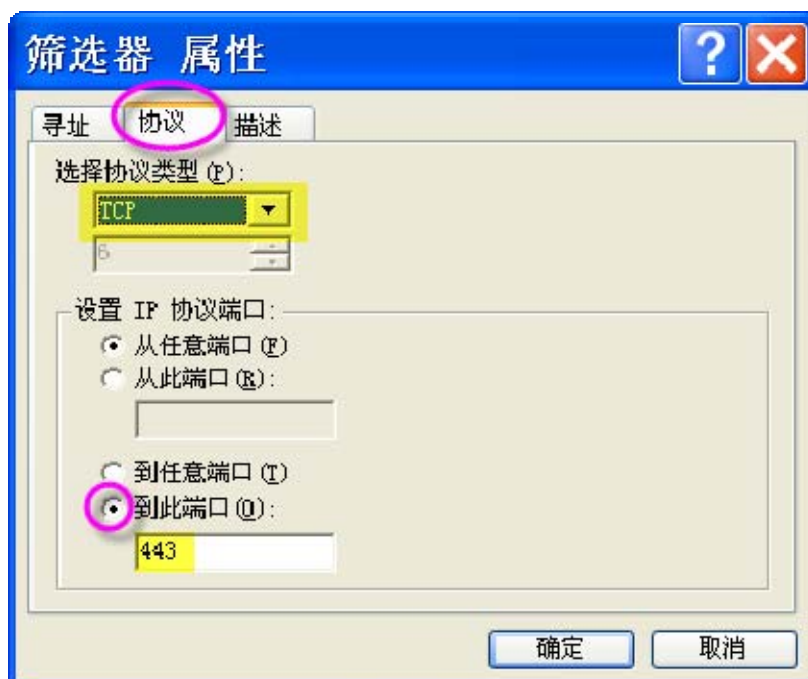 筛选器 属性
寻址 协议 描述
选择协议类型(P):
TCP
6
设置 IP 协议端口:
从任意端口(F)
从此端口(R):
到任意端口(T)
到此端口(O):
443
确定 取消